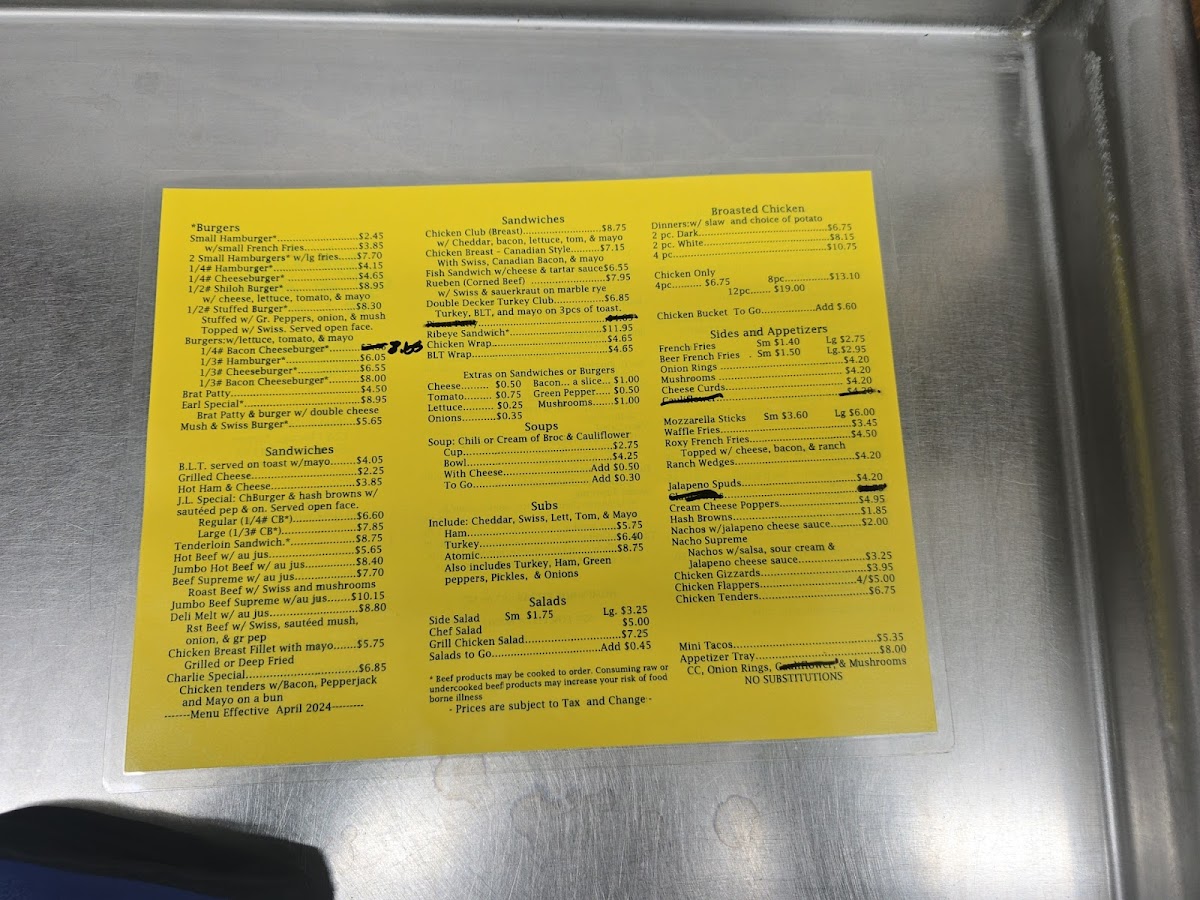 *Burgers
Small Hamburger*....................$2.45
w/small French Fries.............$3.85
2 Small Hamburgers* w/lg fries......$7.70
1/4# Hamburger*.....................$4.15
1/4# Cheeseburger* ..................$4.65
1/2# Shiloh Burger*..................$8.95
w/ cheese, lettuce, tomato, & mayo
1/2# Stuffed Burger*.................$8.30
Stuffed w/ Gr. Peppers, onion, & mush
Topped w/ Swiss. Served open face.
Burgers:w/lettuce, tomato, & mayo
1/4# Bacon Cheeseburger*........ 8.65
1/3# Hamburger*..................$6.05
1/3# Cheeseburger*...............$6.55
1/3# Bacon Cheeseburger*.........$8.00
Brat Patty...........................$4.50
Earl Special*........................$8.95
Brat Patty & burger w/ double cheese
Mush & Swiss Burger*.................$5.65
Sandwiches
B.L.T. served on toast w/mayo.......$4.05
Grilled Cheese.......................$2.25
Hot Ham & Cheese.....................$3.85
J.L. Special: ChBurger & hash browns w/
sautéed pep & on. Served open face.
Regular (1/4# CB*)...............$6.60
Large (1/3# CB*).................$7.85
Tenderloin Sandwich.*................$8.75
Hot Beef w/ au jus...................$5.65
Jumbo Hot Beef w/ au jus.............$8.40
Beef Supreme w/ au jus...............$7.70
Roast Beef w/ Swiss and mushrooms
Jumbo Beef Supreme w/au jus.......$10.15
Deli Melt w/ au jus..................$8.80
Rst Beef w/ Swiss, sautéed mush,
onion, & gr pep
Chicken Breast Fillet with mayo......$5.75
Grilled or Deep Fried
Charlie Special......................$6.85
Chicken tenders w/Bacon, Pepperjack
and Mayo on a bun
-------Menu Effective April 2024---------
Sandwiches
Chicken Club (Breast)...................$8.75
w/ Cheddar, bacon, lettuce, tom, & mayo
Chicken Breast - Canadian Style.......$7.15
With Swiss, Canadian Bacon, & mayo
Fish Sandwich w/cheese & tartar sauce$6.55
Rueben (Corned Beef) ...................$7.95
w/ Swiss & sauerkraut on marble rye
Double Decker Turkey Club.............$6.85
Turkey, BLT, and mayo on 3pcs of toast.
Ribeye Sandwich*.......................$11.95
Chicken Wrap...........................$4.65
BLT Wrap...............................$4.65
Extras on Sandwiches or Burgers
Cheese........ $0.50 Bacon... a slice... $1.00
Tomato........ $0.75 Green Pepper..... $0.50
Lettuce....... $0.25 Mushrooms......$1.00
Onions........$0.35
Soups
Soup: Chili or Cream of Broc & Cauliflower
Cup....................................$2.75
Bowl...................................$4.25
With Cheese........................Add $0.50
To Go..............................Add $0.30
Subs
Include: Cheddar, Swiss, Lett, Tom, & Mayo
Ham....................................$5.75
Turkey.................................$6.40
Atomic.................................$8.75
Also includes Turkey, Ham, Green
peppers, Pickles, & Onions
Salads
Side Salad Sm $1.75 Lg. $3.25
Chef Salad $5.00
Grill Chicken Salad....................$7.25
Salads to Go.......................Add $0.45
* Beef products may be cooked to order. Consuming raw or
undercooked beef products may increase your risk of food
borne illness
- Prices are subject to Tax and Change -
Broasted Chicken
Dinners:w/ slaw and choice of potato
2 pc. Dark.............................$6.75
2 pc. White............................$8.15
4 pc...................................$10.75
Chicken Only
4pc.......... $6.75 8pc..............$13.10
12pc....... $19.00
Chicken Bucket To Go...............Add $.60
Sides and Appetizers
French Fries Sm $1.40 Lg $2.75
Beer French Fries . Sm $1.50 Lg.$2.95
Onion Rings ...........................$4.20
Mushrooms .............................$4.20
Cheese Curds...........................$4.20
Cauliflower............................$4.20
Mozzarella Sticks Sm $3.60 Lg $6.00
Waffle Fries...........................$3.45
Roxy French Fries......................$4.50
Topped w/ cheese, bacon, & ranch
Ranch Wedges...........................$4.20
Jalapeno Spuds.........................$4.20
Cream Cheese Poppers...................$4.95
Hash Browns............................$1.85
Nachos w/jalapeno cheese sauce.........$2.00
Nacho Supreme
Nachos w/salsa, sour cream &
Jalapeno cheese sauce..............$3.25
Chicken Gizzards.......................$3.95
Chicken Flappers....................4/$5.00
Chicken Tenders........................$6.75
Mini Tacos.............................$5.35
Appetizer Tray.........................$8.00
CC, Onion Rings, Cauliflower, & Mushrooms
NO SUBSTITUTIONS